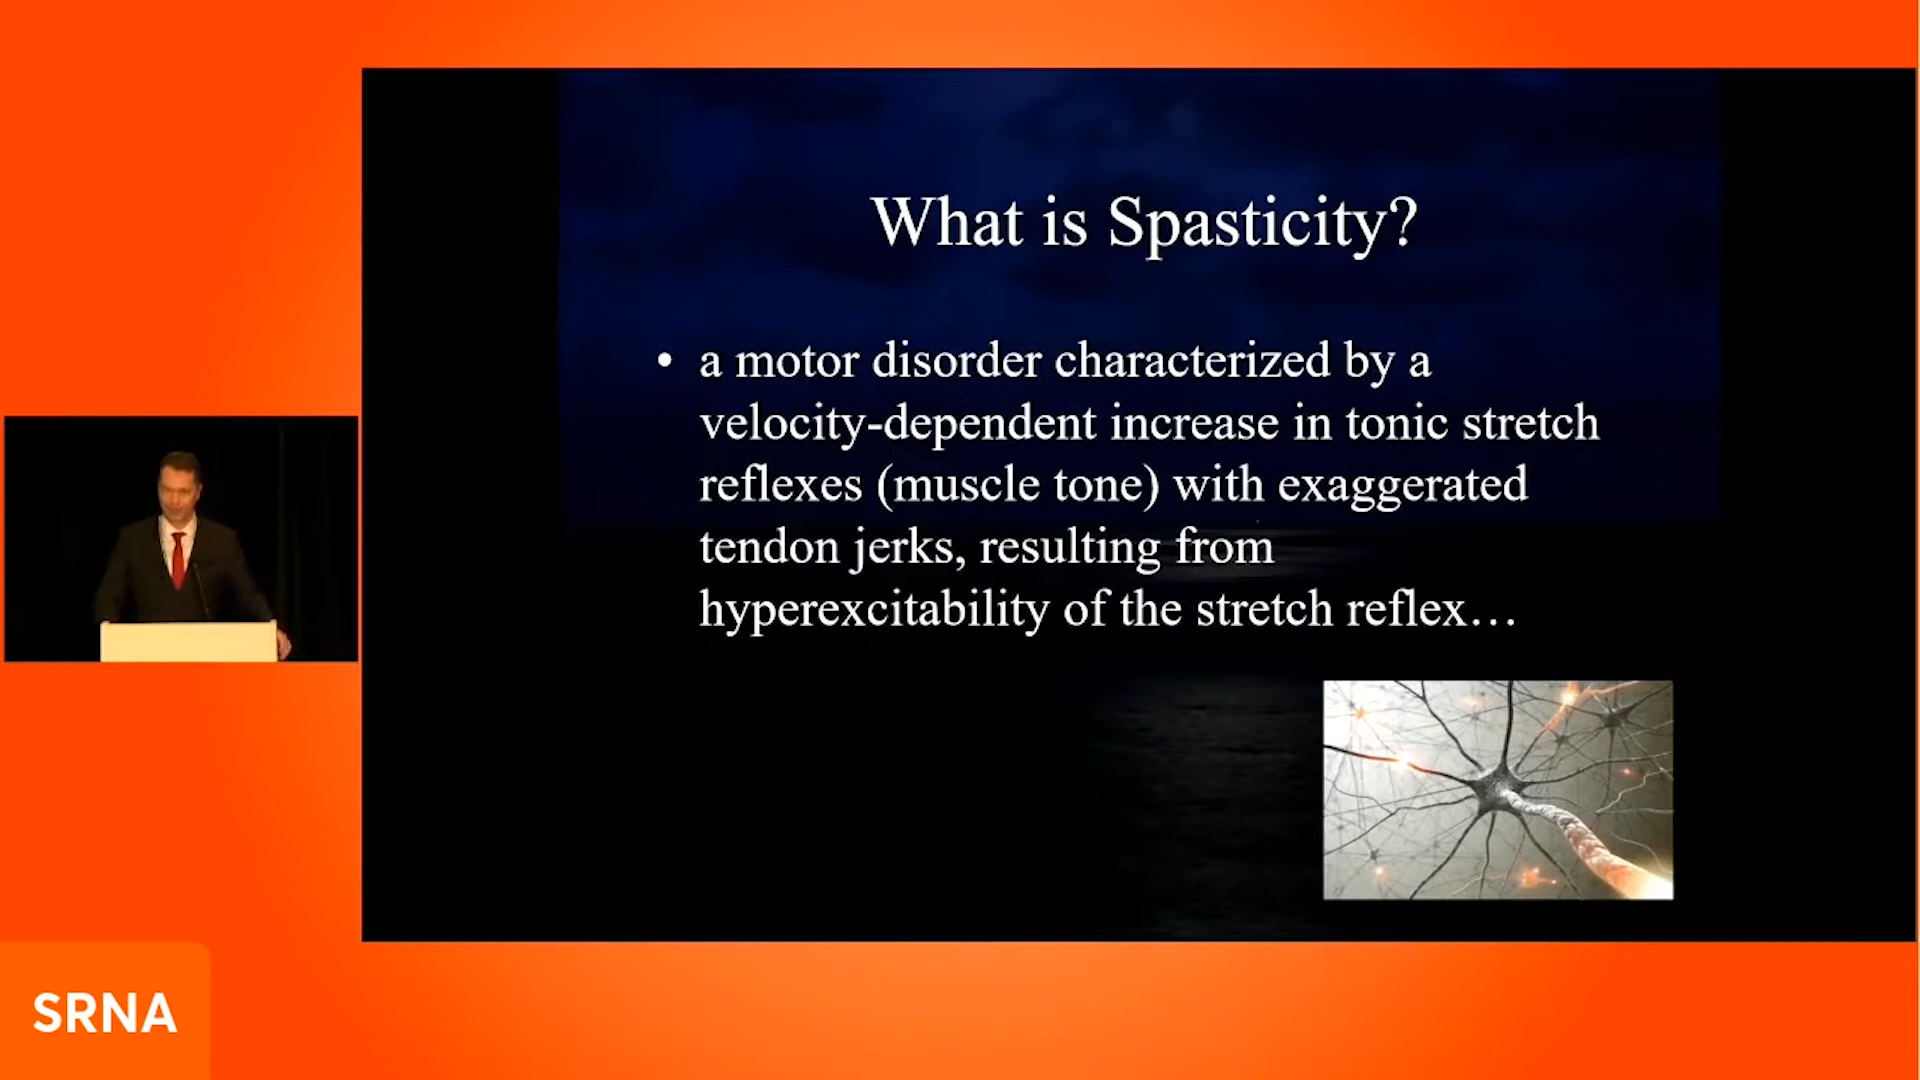 What is Spasticity?
• a motor disorder characterized by a
velocity-dependent increase in tonic stretch
reflexes (muscle tone) with exaggerated
tendon jerks, resulting from
hyperexcitability of the stretch reflex…
SRNA